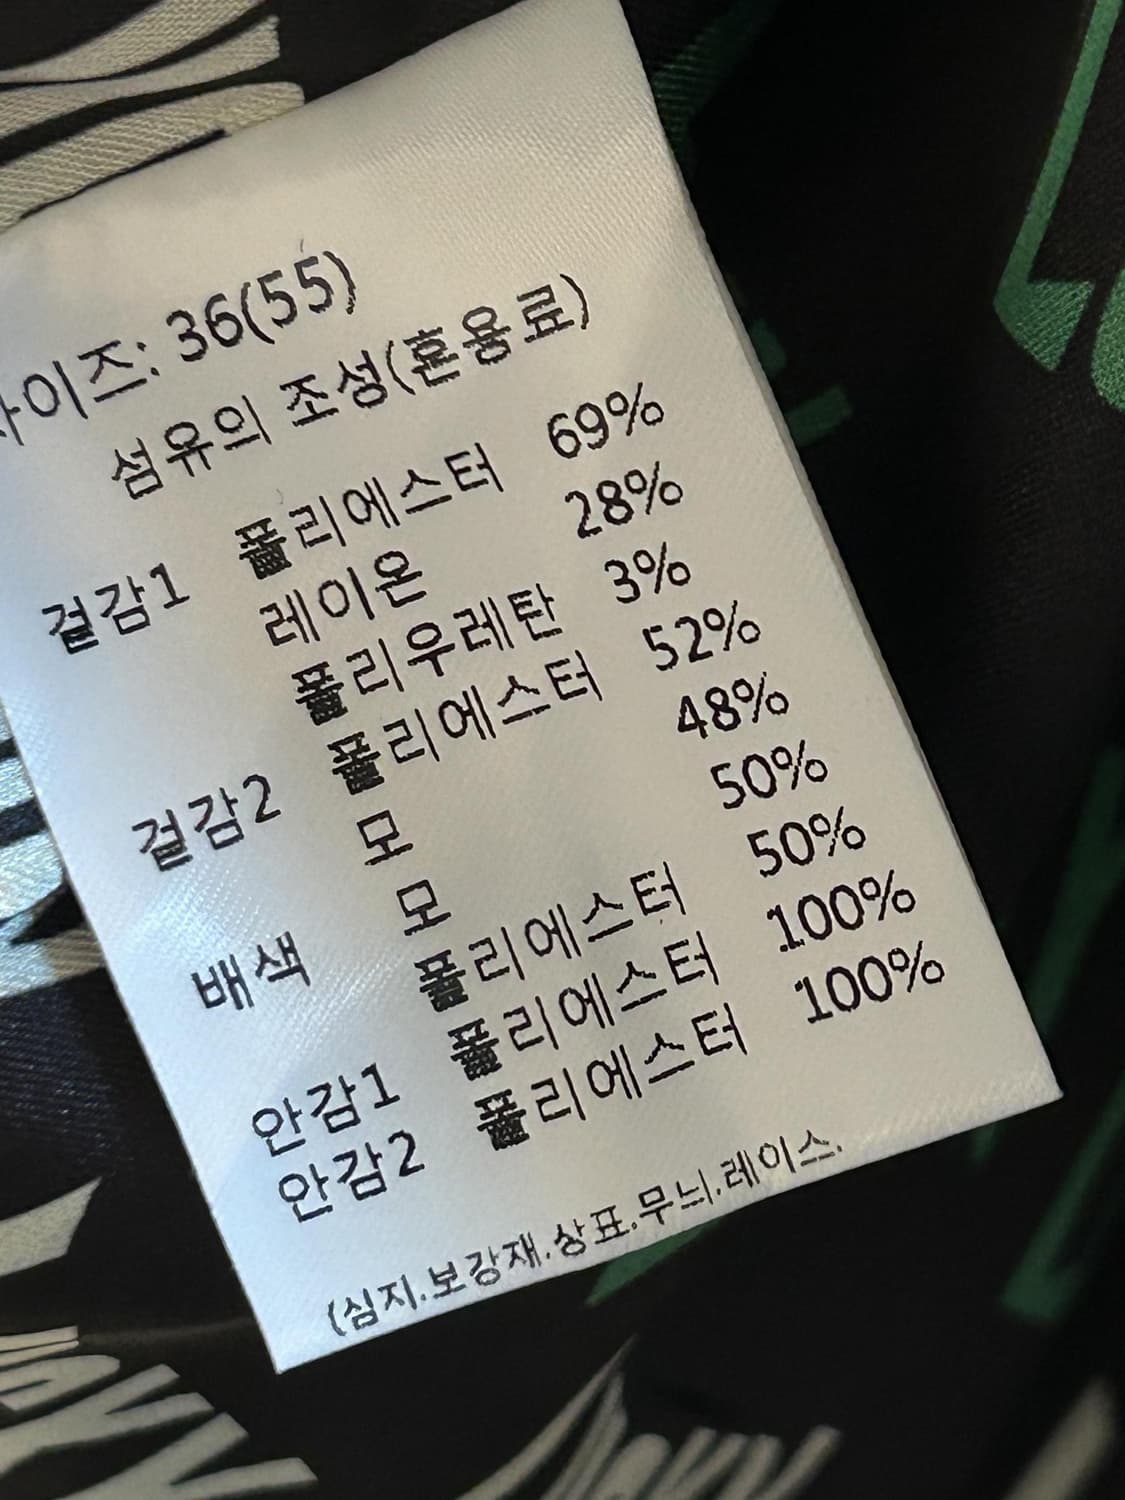 사이즈: 36(55)
섬유의 조성(혼용률)
겉감1 폴리에스터 69%
레이온 28%
폴리우레탄 3%
겉감2 폴리에스터 52%
모 48%
배색 모 50%
폴리에스터 50%
안감1 폴리에스터 100%
안감2 폴리에스터 100%
(심지.보강재.상표.무늬.레이스.